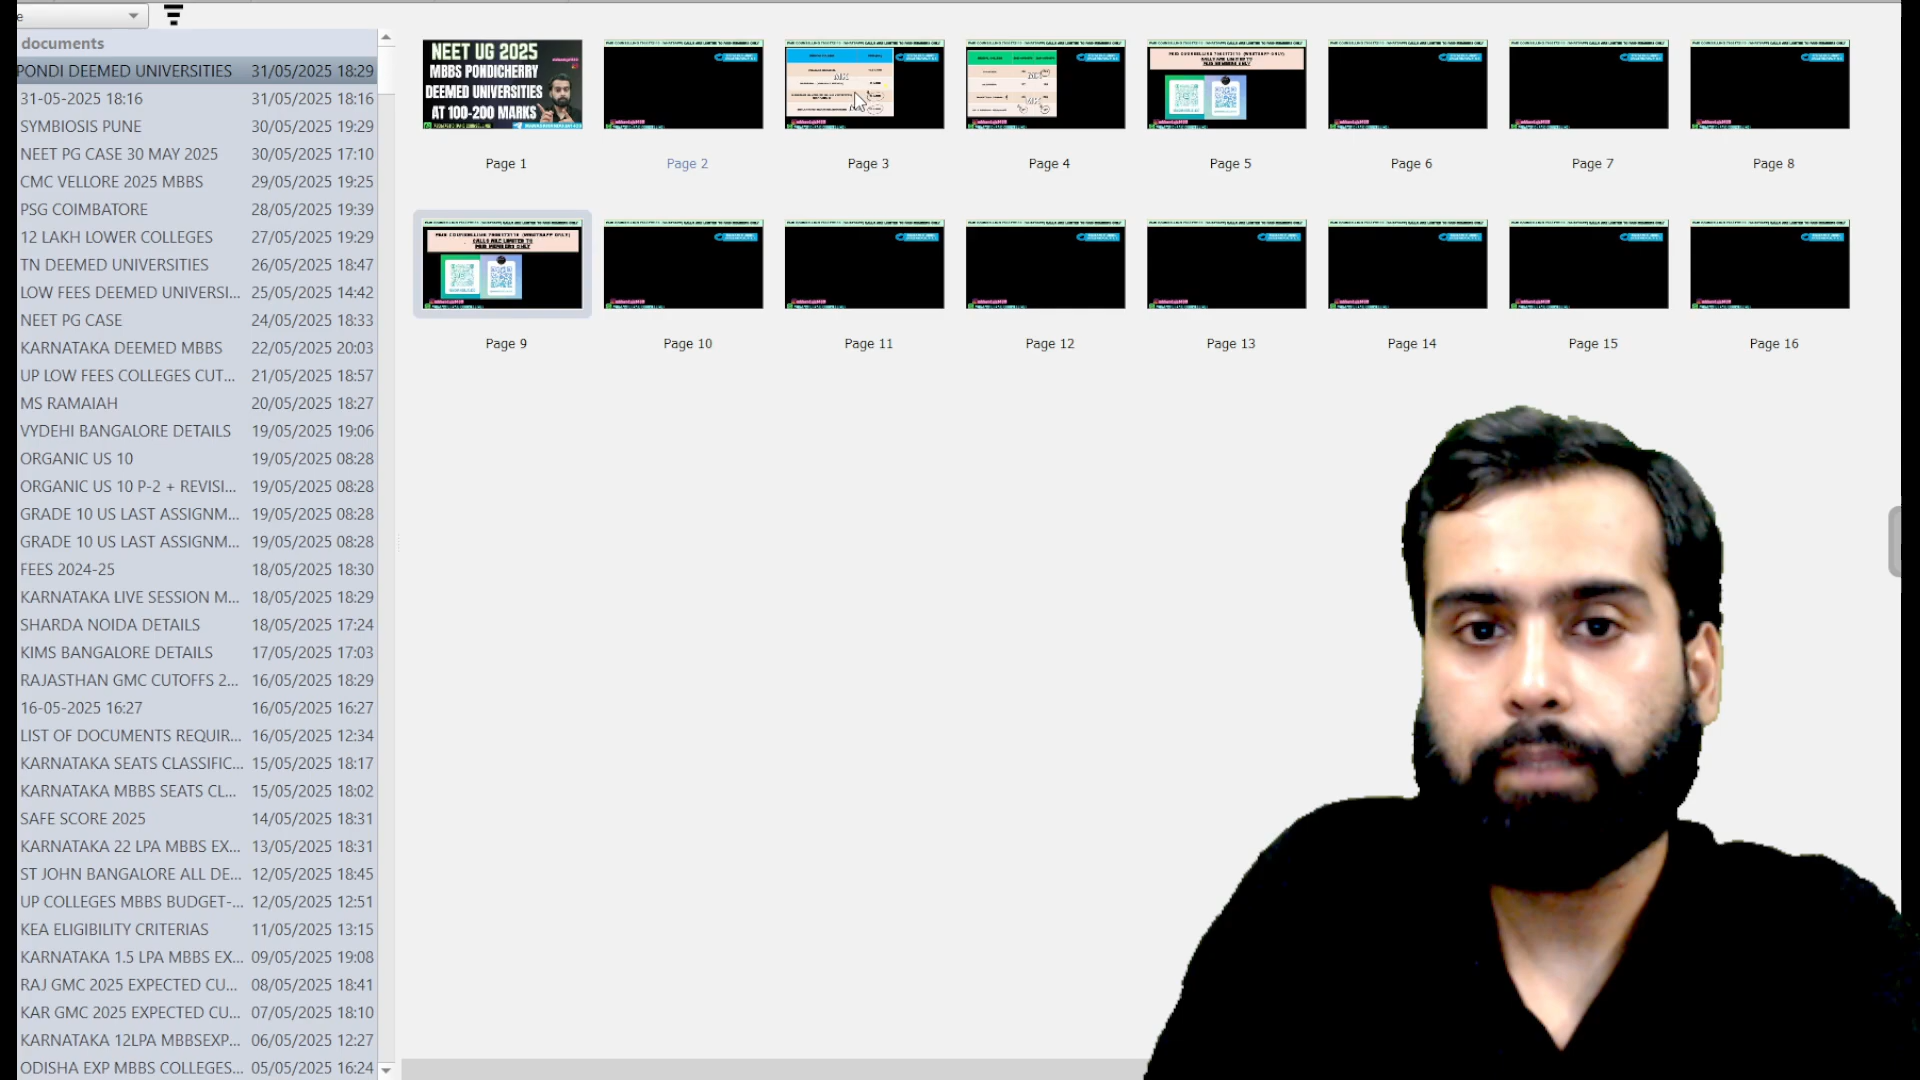 e
documents
PONDI DEEMED UNIVERSITIES 31/05/2025 18:29
31-05-2025 18:16 31/05/2025 18:16
SYMBIOSIS PUNE 30/05/2025 19:29
NEET PG CASE 30 MAY 2025 30/05/2025 17:10
CMC VELLORE 2025 MBBS 29/05/2025 19:25
PSG COIMBATORE 28/05/2025 19:39
12 LAKH LOWER COLLEGES 27/05/2025 19:29
TN DEEMED UNIVERSITIES 26/05/2025 18:47
LOW FEES DEEMED UNIVERSI... 25/05/2025 14:42
NEET PG CASE 24/05/2025 18:33
KARNATAKA DEEMED MBBS 22/05/2025 20:03
UP LOW FEES COLLEGES CUT... 21/05/2025 18:57
MS RAMAIAH 20/05/2025 18:27
VYDEHI BANGALORE DETAILS 19/05/2025 19:06
ORGANIC US 10 19/05/2025 08:28
ORGANIC US 10 P-2 + REVISI... 19/05/2025 08:28
GRADE 10 US LAST ASSIGNM... 19/05/2025 08:28
GRADE 10 US LAST ASSIGNM... 19/05/2025 08:28
FEES 2024-25 18/05/2025 18:30
KARNATAKA LIVE SESSION M... 18/05/2025 18:29
SHARDA NOIDA DETAILS 18/05/2025 17:24
KIMS BANGALORE DETAILS 17/05/2025 17:03
RAJASTHAN GMC CUTOFFS 2... 16/05/2025 18:29
16-05-2025 16:27 16/05/2025 16:27
LIST OF DOCUMENTS REQUIR... 16/05/2025 12:34
KARNATAKA SEATS CLASSIFIC... 15/05/2025 18:17
KARNATAKA MBBS SEATS CL... 15/05/2025 18:02
SAFE SCORE 2025 14/05/2025 18:31
KARNATAKA 22 LPA MBBS EX... 13/05/2025 18:31
ST JOHN BANGALORE ALL DE... 12/05/2025 18:45
UP COLLEGES MBBS BUDGET-... 12/05/2025 12:51
KEA ELIGIBILITY CRITERIAS 11/05/2025 13:15
KARNATAKA 1.5 LPA MBBS EX... 09/05/2025 19:08
RAJ GMC 2025 EXPECTED CU... 08/05/2025 18:41
KAR GMC 2025 EXPECTED CU... 07/05/2025 18:10
KARNATAKA 12LPA MBBSEXP... 06/05/2025 12:27
ODISHA EXP MBBS COLLEGES... 05/05/2025 16:24
NEET UG 2025
MBBS PONDICHERRY
DEEMED UNIVERSITIES
AT 100-200 MARKS
CALLS ARE LIMITED TO
PAID MEMBERS ONLY
Page 1 Page 2 Page 3 Page 4 Page 5 Page 6 Page 7 Page 8
CALLS ARE LIMITED TO
PAID MEMBERS ONLY
Page 9 Page 10 Page 11 Page 12 Page 13 Page 14 Page 15 Page 16